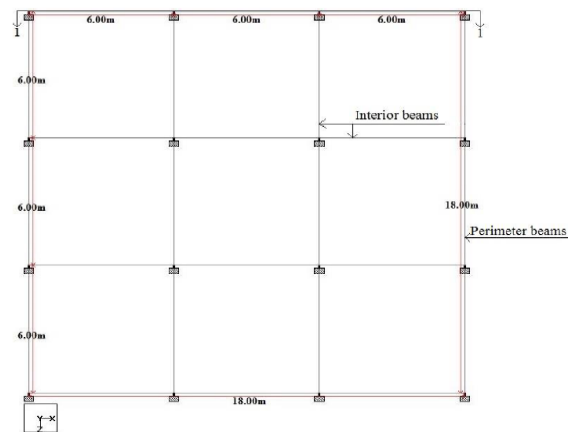 1 1
6.00m 6.00m 6.00m
6.00m
Interior beams
6.00m
18.00m
Perimeter beams
6.00m
18.00m
Y X
Z